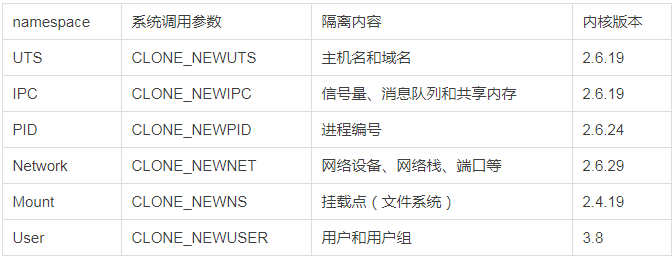 namespace 系统调用参数 隔离内容 内核版本
UTS CLONE_NEWUTS 主机名和域名 2.6.19
IPC CLONE_NEWIPC 信号量、消息队列和共享内存 2.6.19
PID CLONE_NEWPID 进程编号 2.6.24
Network CLONE_NEWNET 网络设备、网络栈、端口等 2.6.29
Mount CLONE_NEWNS 挂载点（文件系统） 2.4.19
User CLONE_NEWUSER 用户和用户组 3.8